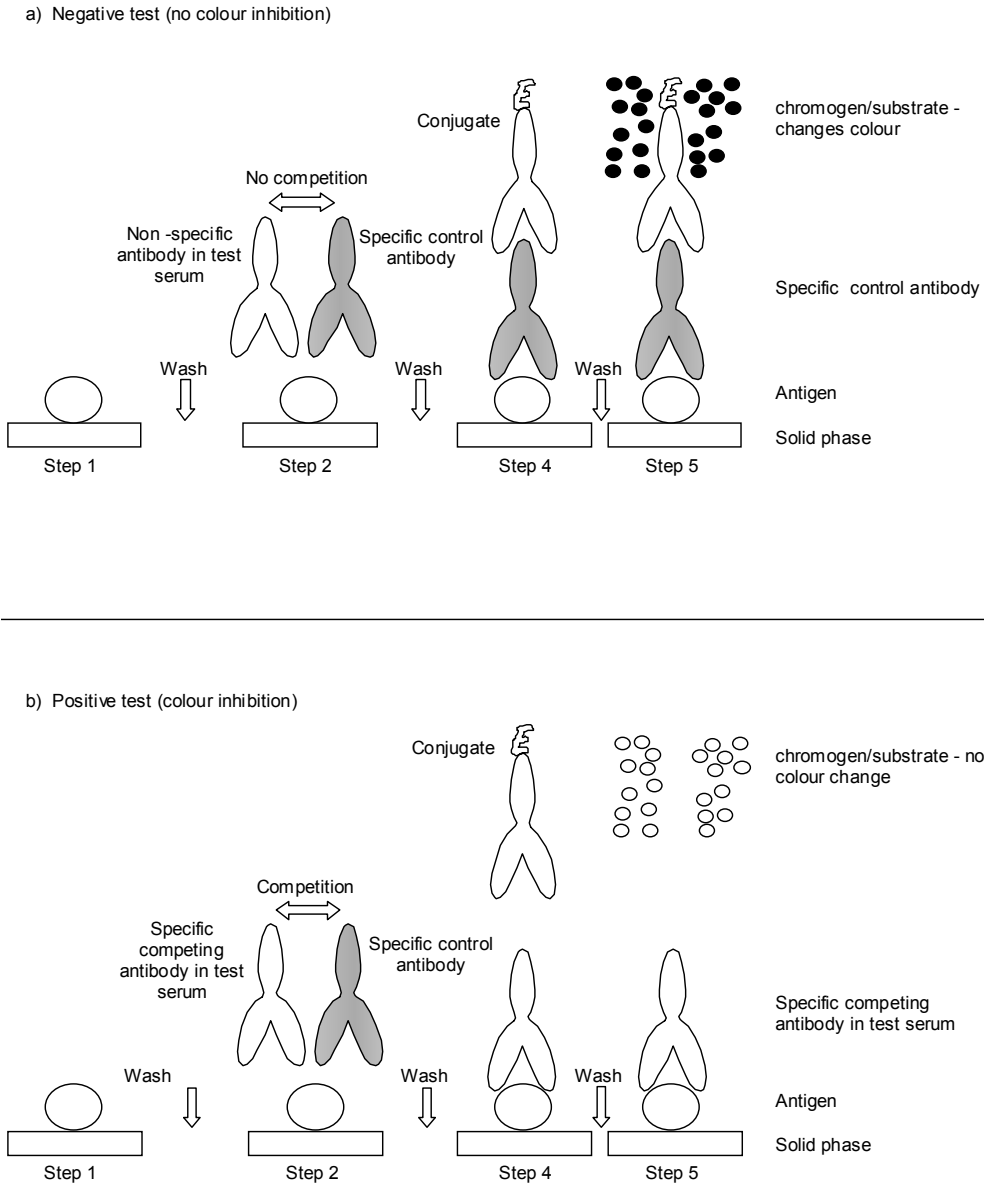 a) Negative test (no colour inhibition)
Conjugate
chromogen/substrate -
changes colour
No competition
Non -specific
antibody in test
serum
Specific control
antibody
Specific control antibody
Wash
Wash
Wash
Antigen
Solid phase
Step 1
Step 2
Step 4
Step 5
b) Positive test (colour inhibition)
Conjugate
chromogen/substrate - no
colour change
Competition
Specific
competing
antibody in test
serum
Specific control
antibody
Specific competing
antibody in test serum
Wash
Wash
Wash
Antigen
Solid phase
Step 1
Step 2
Step 4
Step 5